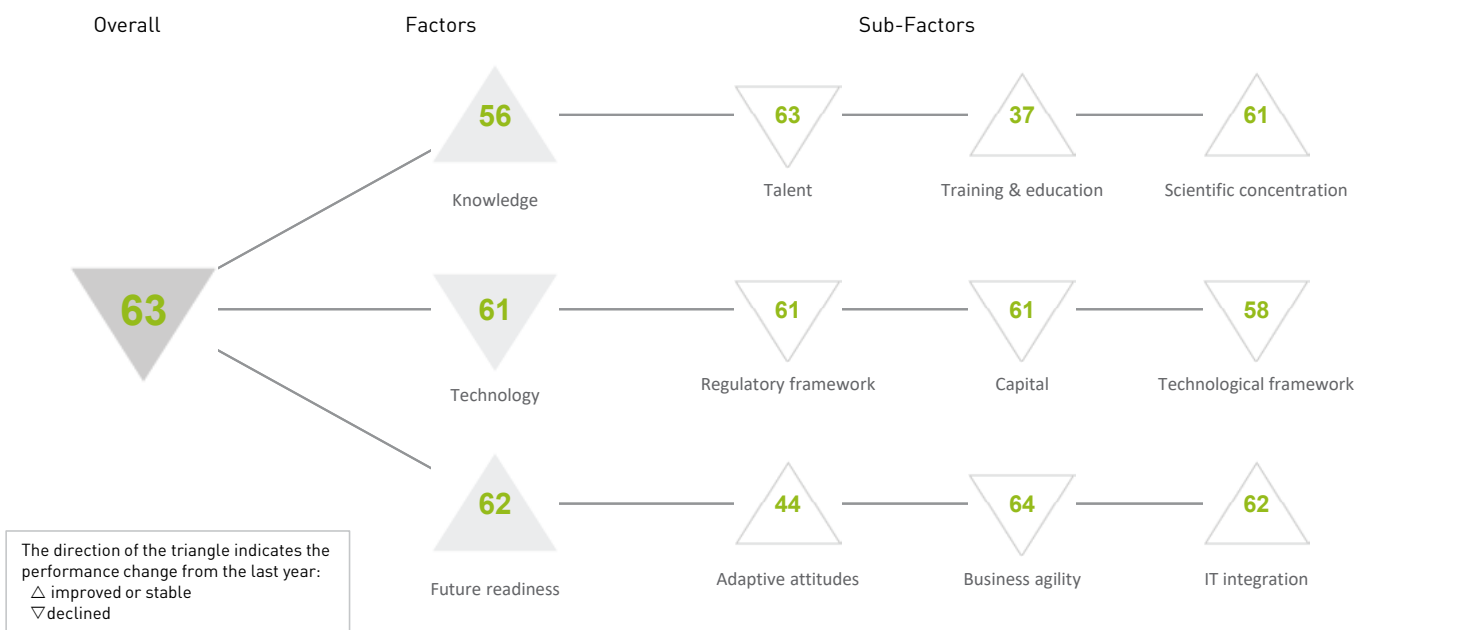 Overall Factors Sub-Factors
56 63 37 61
Knowledge Talent Training & education Scientific concentration
63 61 61 61 58
Technology Regulatory framework Capital Technological framework
62 44 64 62
Future readiness Adaptive attitudes Business agility IT integration
The direction of the triangle indicates the
performance change from the last year:
△ improved or stable
▽ declined